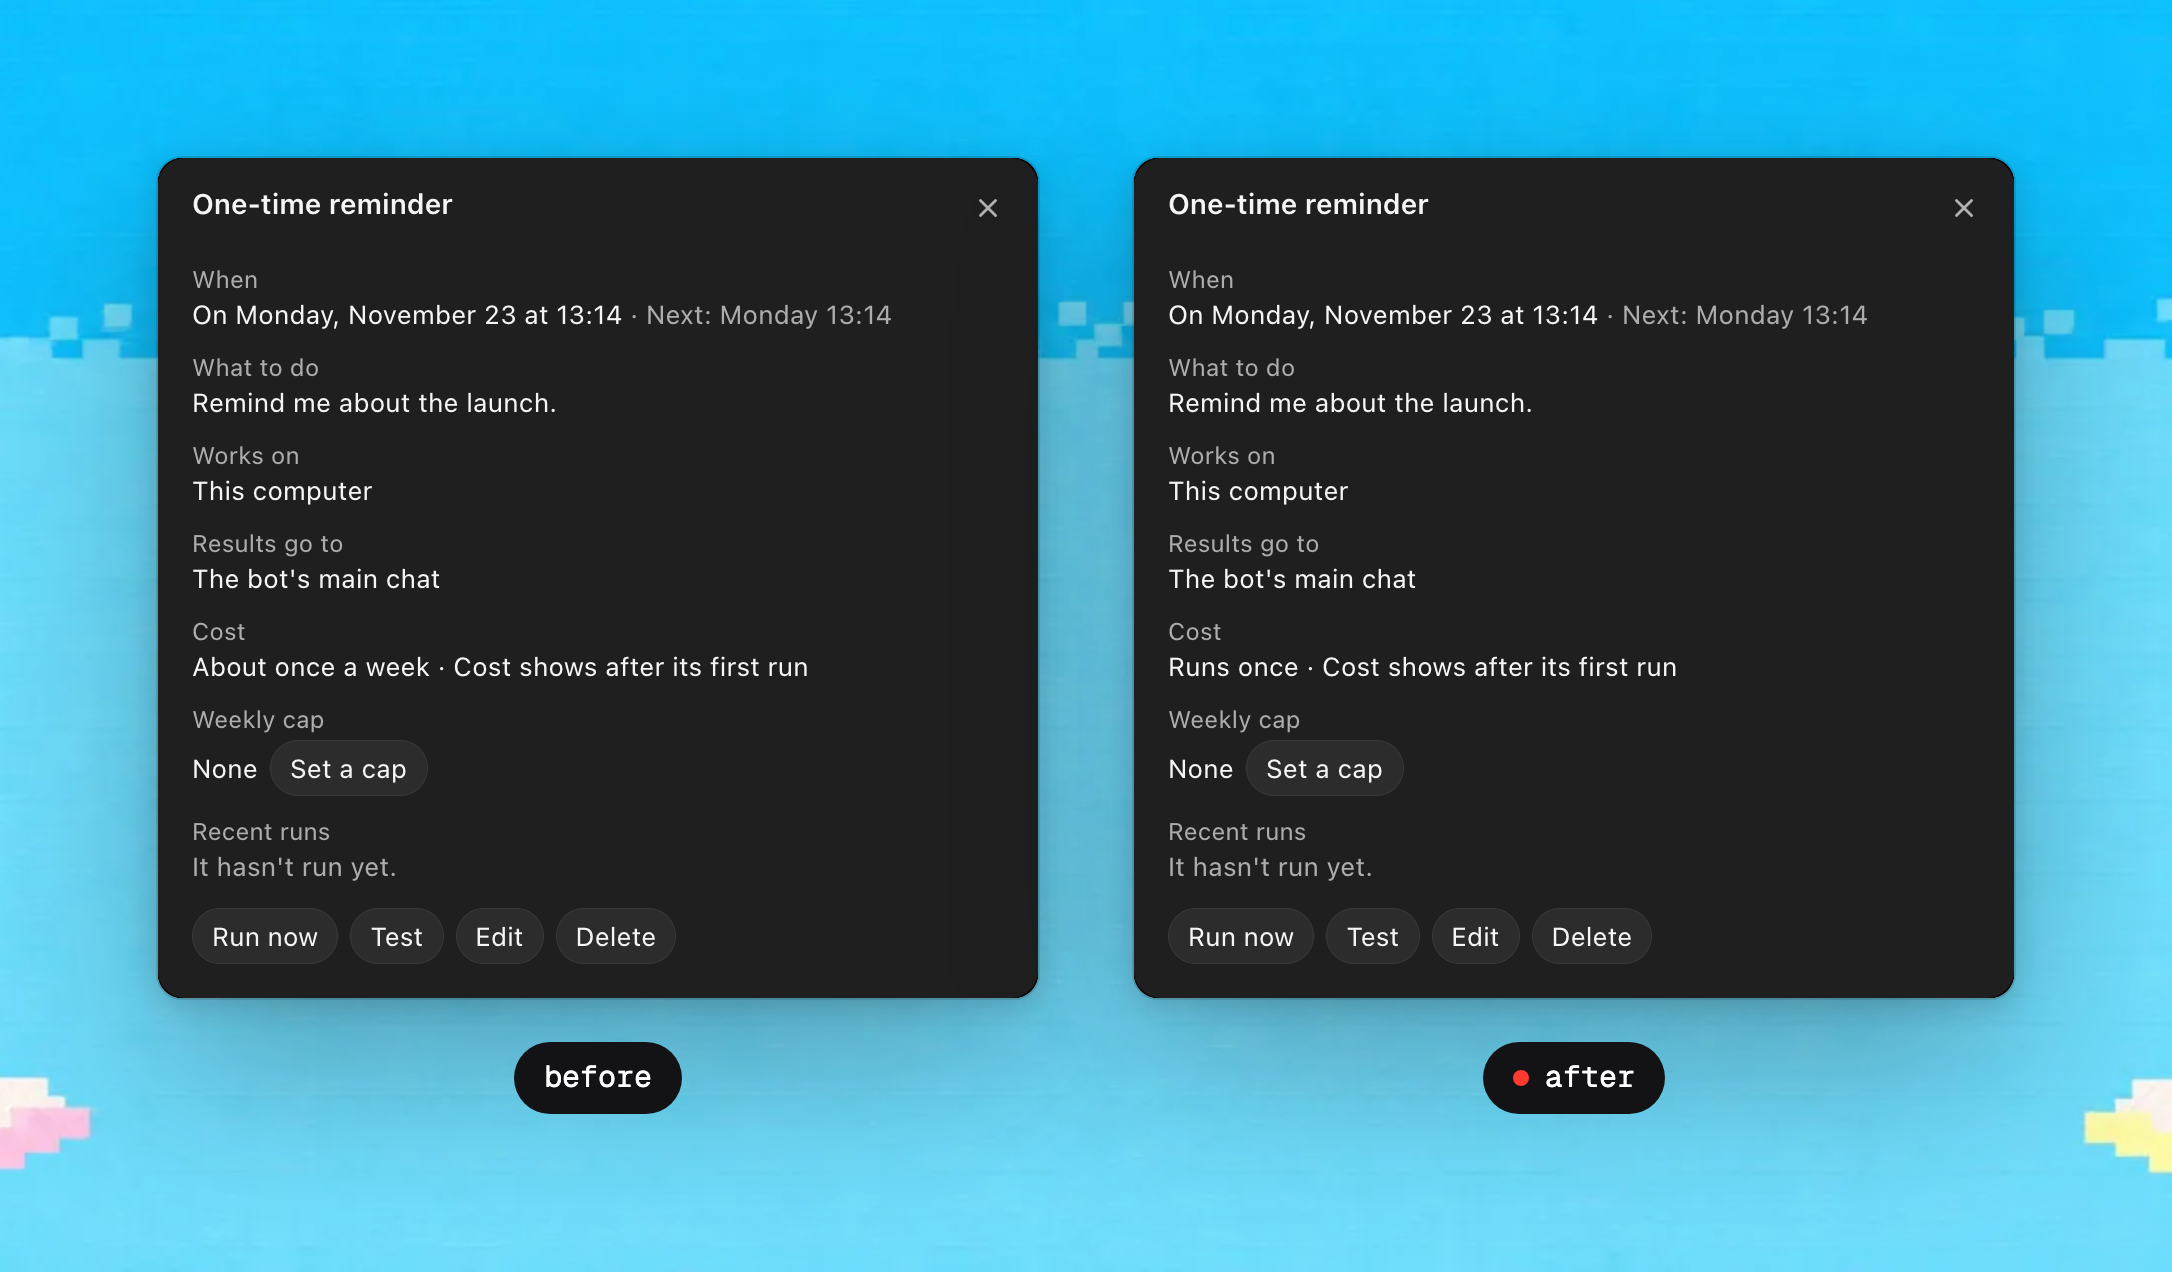 One-time reminder
When
On Monday, November 23 at 13:14 · Next: Monday 13:14
What to do
Remind me about the launch.
Works on
This computer
Results go to
The bot's main chat
Cost
About once a week · Cost shows after its first run
Weekly cap
None Set a cap
Recent runs
It hasn't run yet.
Run now Test Edit Delete
before
One-time reminder
When
On Monday, November 23 at 13:14 · Next: Monday 13:14
What to do
Remind me about the launch.
Works on
This computer
Results go to
The bot's main chat
Cost
Runs once · Cost shows after its first run
Weekly cap
None Set a cap
Recent runs
It hasn't run yet.
Run now Test Edit Delete
after